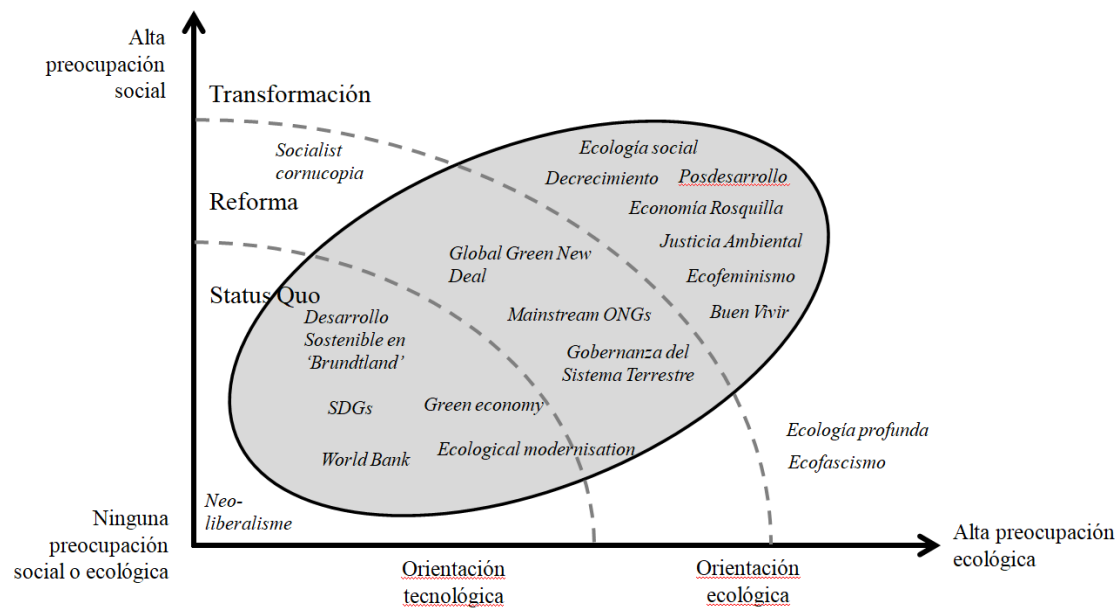 Alta
preocupación
social
Transformación
Socialist
cornucopia
Ecología social
Decrecimiento
Posdesarrollo
Economía Rosquilla
Reforma
Justicia Ambiental
Global Green New
Deal
Ecofeminismo
Status Quo
Buen Vivir
Desarrollo
Sostenible en
‘Brundtland’
Mainstream ONGs
Gobernanza del
Sistema Terrestre
SDGs
Green economy
Ecología profunda
World Bank
Ecological modernisation
Ecofascismo
Neo-
liberalisme
Ninguna
preocupación
social o ecológica
Alta preocupación
ecológica
Orientación
tecnológica
Orientación
ecológica